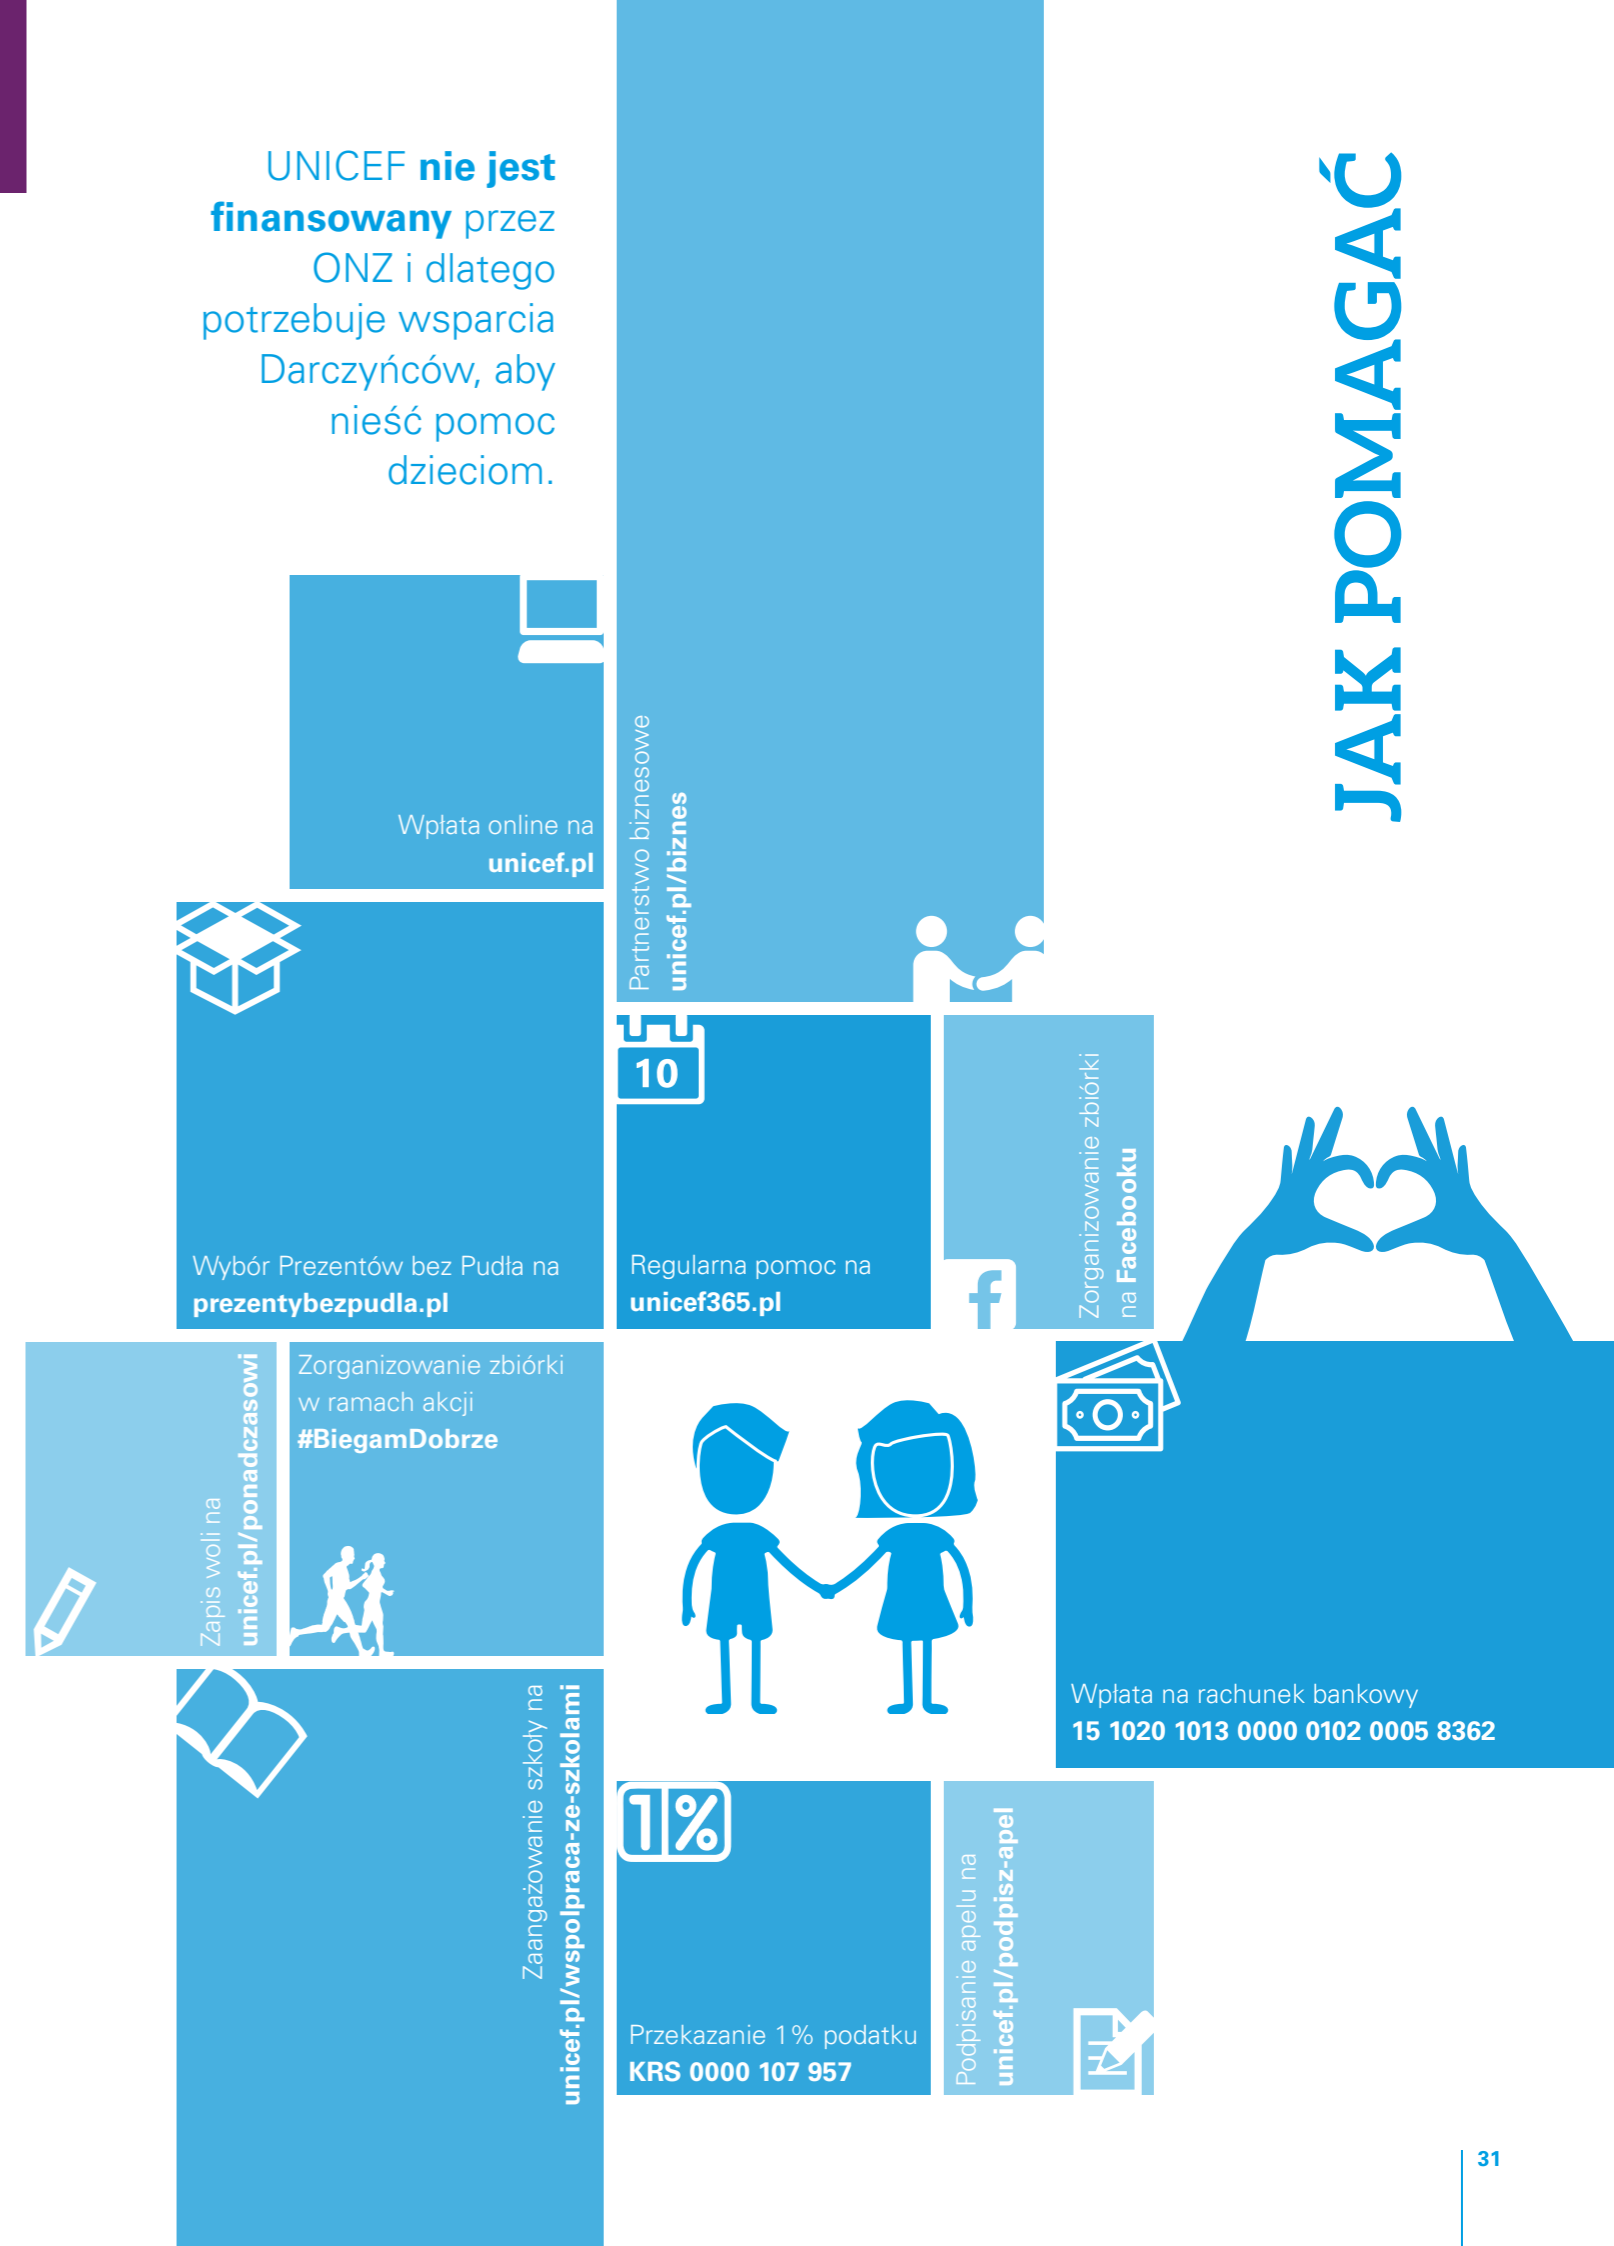 JAK POMAGAĆ
UNICEF nie jest
finansowany przez
ONZ i dlatego
potrzebuje wsparcia
Darczyńców, aby
nieść pomoc
dzieciom.
Wpłata online na
unicef.pl
Partnerstwo biznesowe
unicef.pl/biznes
Wybór Prezentów bez Pudła na
prezentybezpudla.pl
10
Regularna pomoc na
unicef365.pl
Zorganizowanie zbiórki
na Facebooku
f
Zapis woli na
unicef.pl/ponadczasowi
Zorganizowanie zbiórki
w ramach akcji
#BiegamDobrze
Wpłata na rachunek bankowy
15 1020 1013 0000 0102 0005 8362
Zaangażowanie szkoły na
unicef.pl/wspolpraca-ze-szkolami
1%
Przekazanie 1% podatku
KRS 0000 107 957
Podpisanie apelu na
unicef.pl/podpisz-apel
31